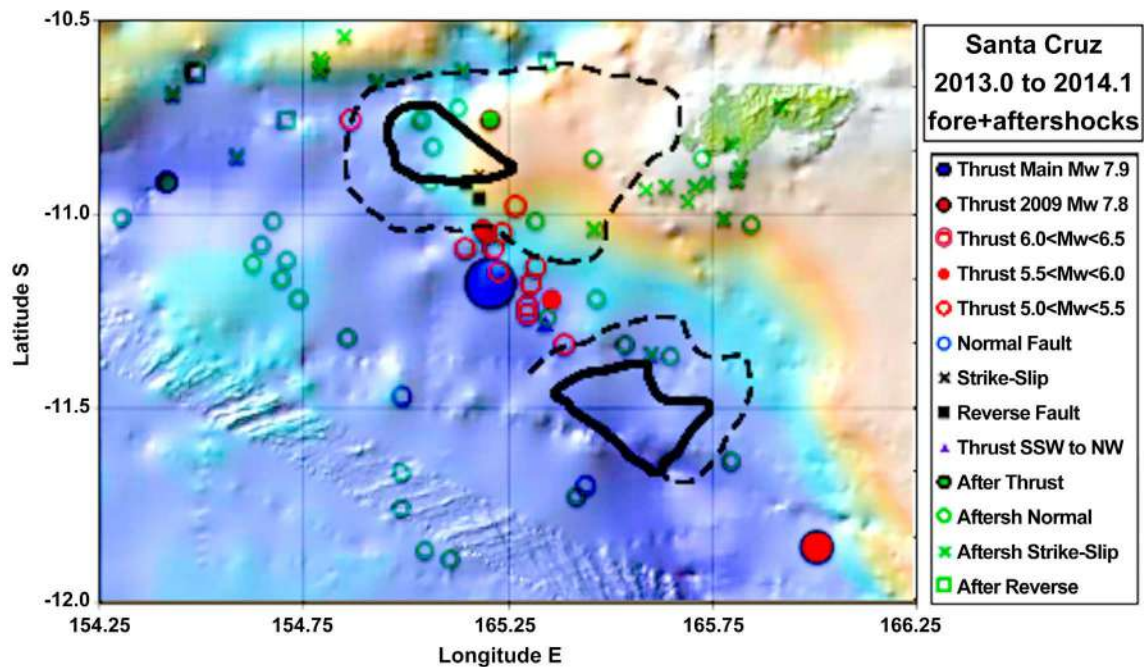 Santa Cruz
2013.0 to 2014.1
fore+aftershocks
-10.5
-11.0
-11.5
-12.0
Latitude S
154.25
154.75
165.25
165.75
166.25
Longitude E
Thrust Main Mw 7.9
Thrust 2009 Mw 7.8
Thrust 6.0<Mw<6.5
Thrust 5.5<Mw<6.0
Thrust 5.0<Mw<5.5
Normal Fault
Strike-Slip
Reverse Fault
Thrust SSW to NW
After Thrust
Aftersh Normal
Aftersh Strike-Slip
After Reverse